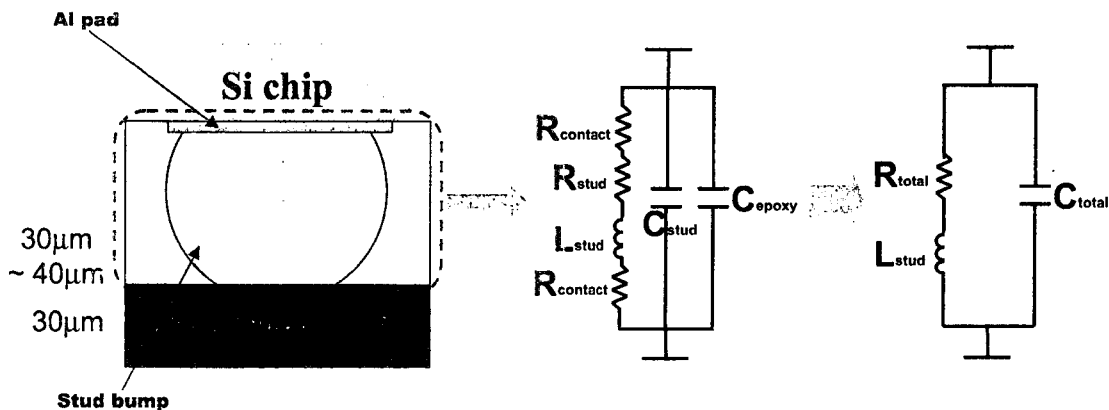 Al pad
Si chip
30μm
~ 40μm
30μm
Stud bump
Rcontact
Rstud
Lstud
Rcontact
Cstud
Cepoxy
Rtotal
Lstud
Ctotal